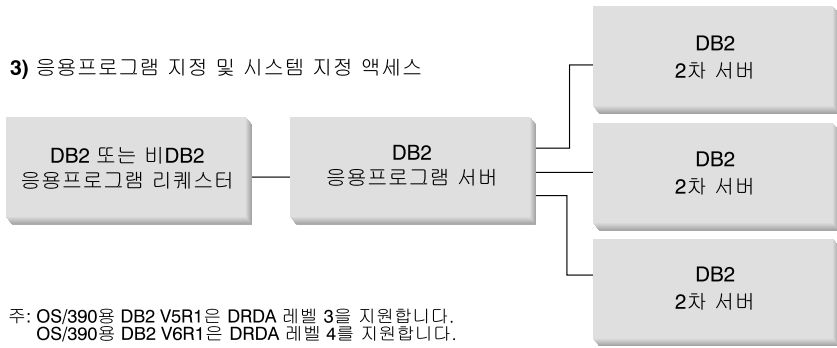 3) 응용프로그램 지정 및 시스템 지정 액세스
DB2 또는 비DB2
응용프로그램 리퀘스터
DB2
응용프로그램 서버
DB2
2차 서버
DB2
2차 서버
DB2
2차 서버
주: OS/390용 DB2 V5R1은 DRDA 레벨 3을 지원합니다.
OS/390용 DB2 V6R1은 DRDA 레벨 4를 지원합니다.